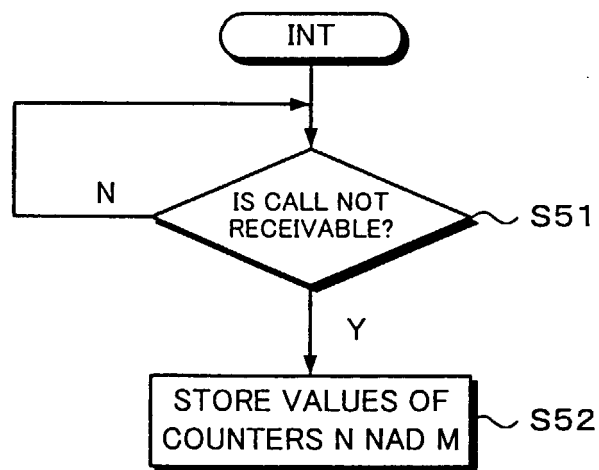 INT
N
IS CALL NOT
RECEIVABLE?
S51
Y
STORE VALUES OF
COUNTERS N NAD M
S52